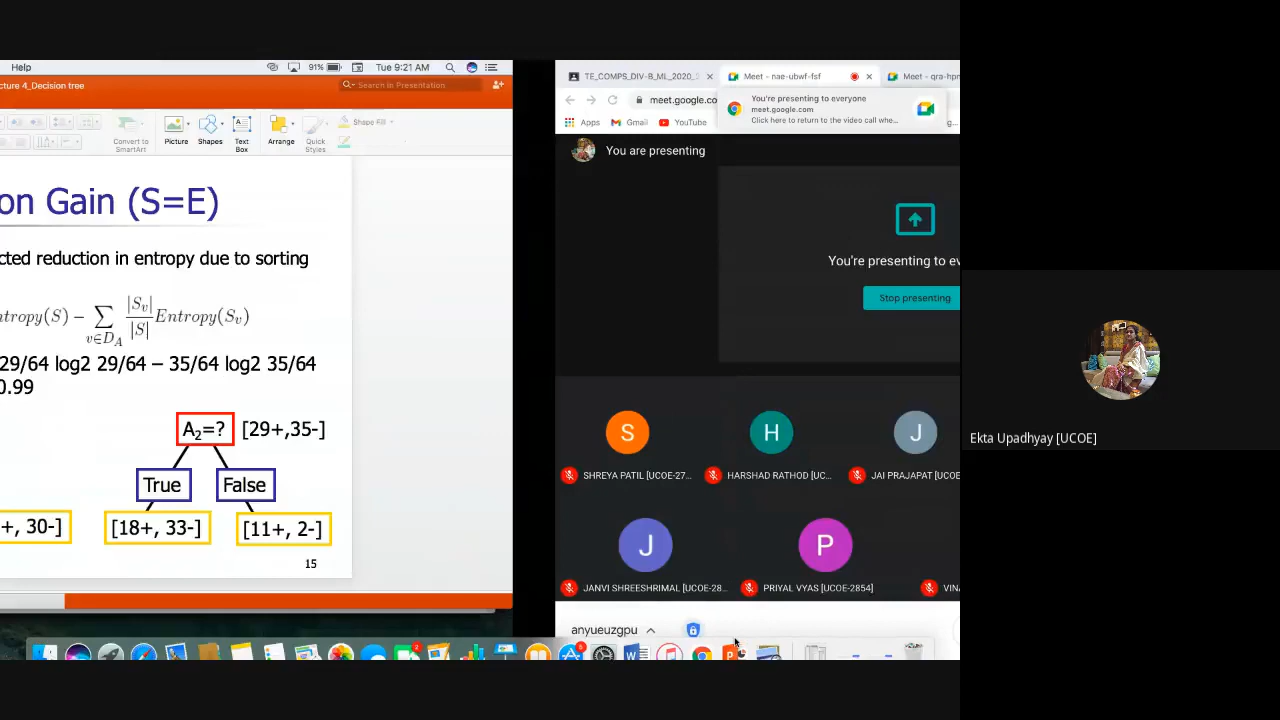 Help
91%
Tue 9:21 AM
cture 4_Decision tree
Search in Presentation
Convert to
SmartArt
Picture
Shapes
Text
Box
Arrange
Quick
Styles
Shape Fill
on Gain (S=E)
cted reduction in entropy due to sorting
ntropy(S) − ∑ v∈D_A |S_v| / |S| Entropy(S_v)
29/64 log2 29/64 – 35/64 log2 35/64
0.99
A₂=? [29+,35-]
True
False
+, 30-]
[18+, 33-]
[11+, 2-]
15
TE_COMPS_DIV-B_ML_2020_
Meet - nae-ubwf-fsf
Meet - qra-hpn
meet.google.co
You're presenting to everyone
meet.google.com
Click here to return to the video call whe...
Apps
Gmail
YouTube
You are presenting
You're presenting to ev
Stop presenting
S
H
J
SHREYA PATIL [UCOE-27...
HARSHAD RATHOD [UC...
JAI PRAJAPAT [UCOE
J
P
JANVI SHREESHRIMAL [UCOE-28...
PRIYAL VYAS [UCOE-2854]
VINA
anyueuzgpu
Ekta Upadhyay [UCOE]